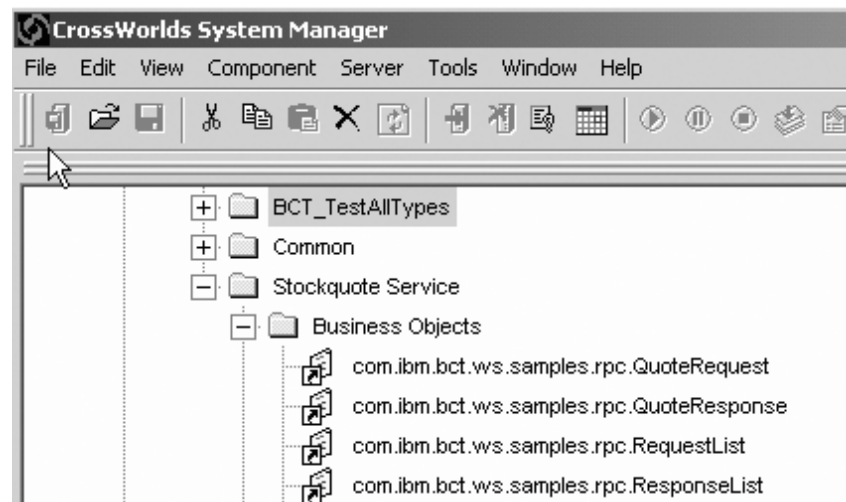 CrossWorlds System Manager
File Edit View Component Server Tools Window Help
BCT_TestAllTypes
Common
Stockquote Service
Business Objects
com.ibm.bct.ws.samples.rpc.QuoteRequest
com.ibm.bct.ws.samples.rpc.QuoteResponse
com.ibm.bct.ws.samples.rpc.RequestList
com.ibm.bct.ws.samples.rpc.ResponseList